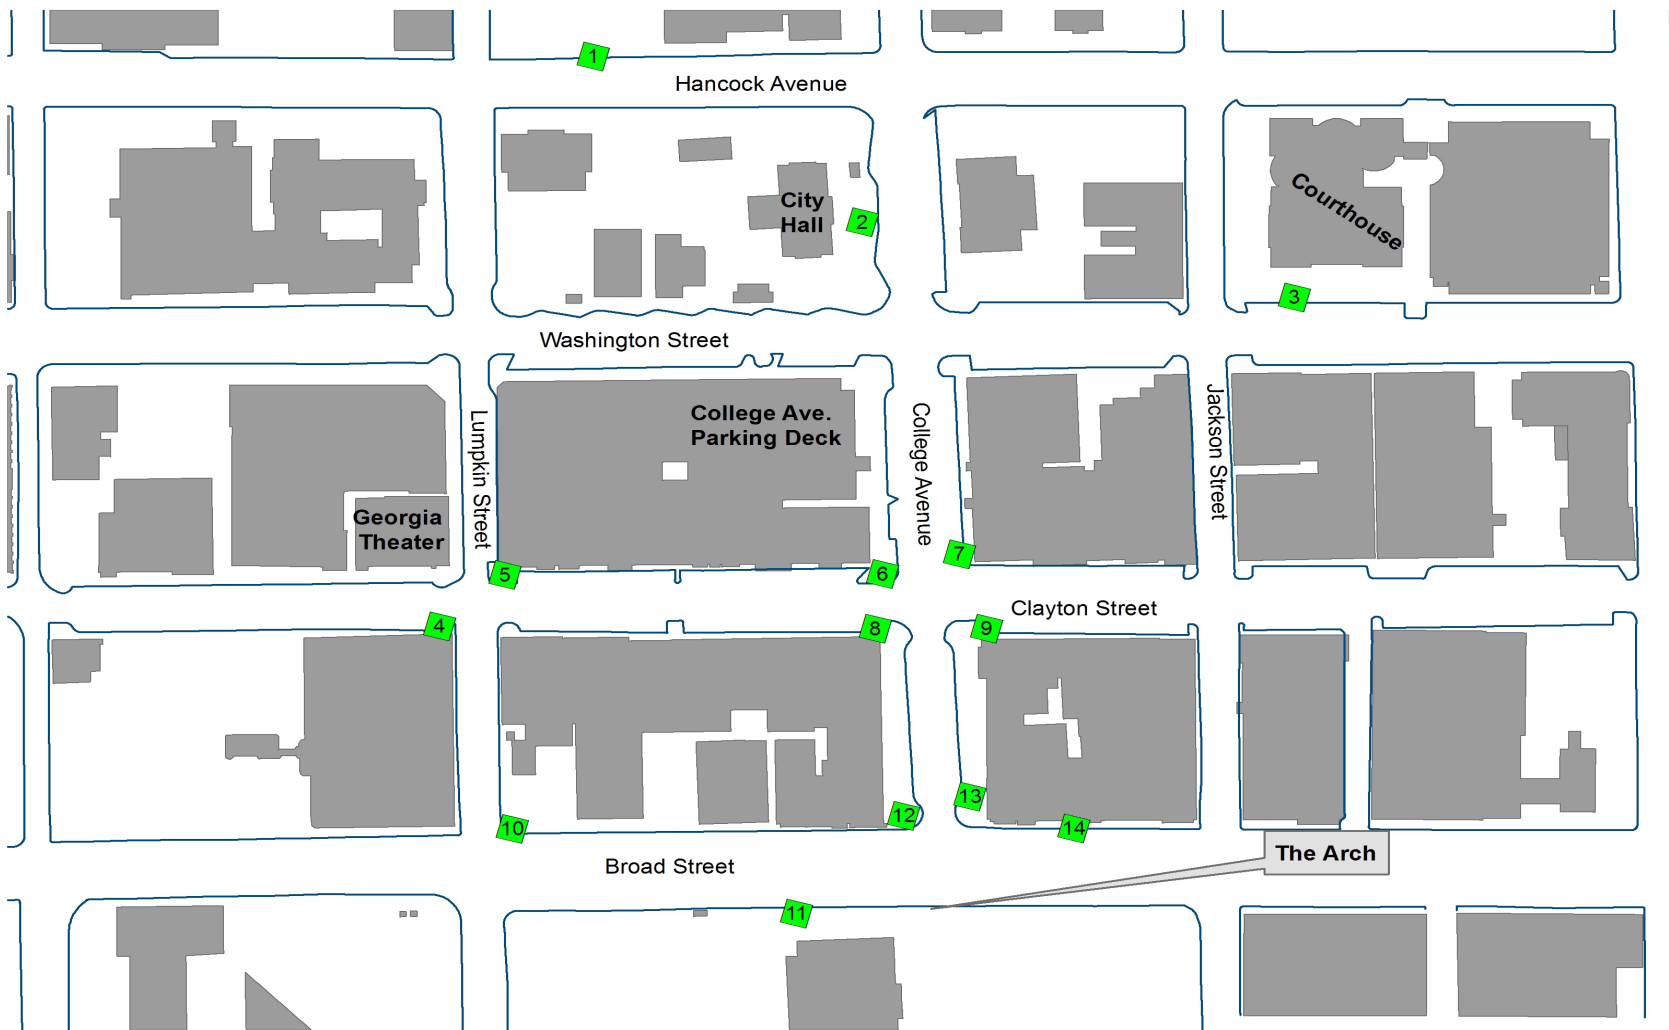 1
Hancock Avenue
City
Hall
2
Courthouse
3
Washington Street
Lumpkin Street
College Ave.
Parking Deck
College Avenue
Jackson Street
Georgia
Theater
5
6
7
4
8
9
Clayton Street
10
12
13
14
Broad Street
The Arch
11